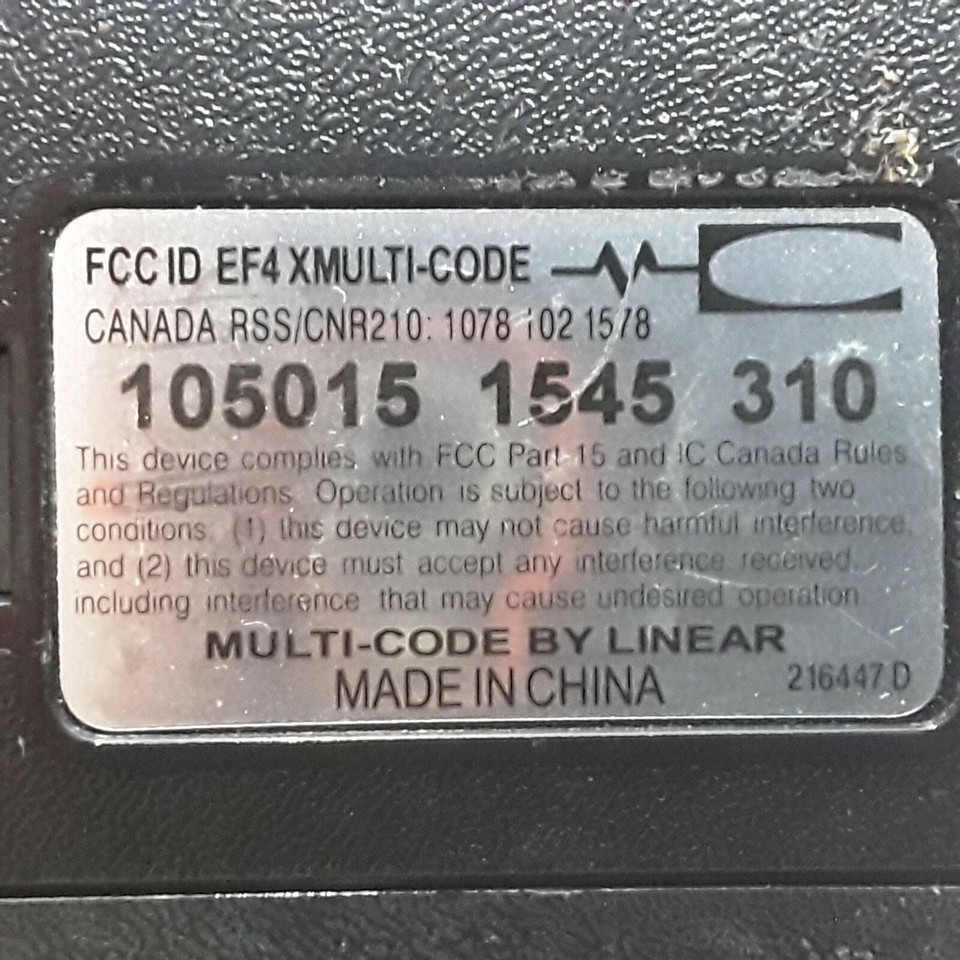 FCC ID EF4 XMULTI-CODE
CANADA RSS/CNR210: 1078 102 1578
105015 1545 310
This device complies with FCC Part 15 and IC Canada Rules
and Regulations. Operation is subject to the following two
conditions: (1) this device may not cause harmful interference,
and (2) this device must accept any interference received,
including interference that may cause undesired operation
MULTI-CODE BY LINEAR
MADE IN CHINA 216447 D